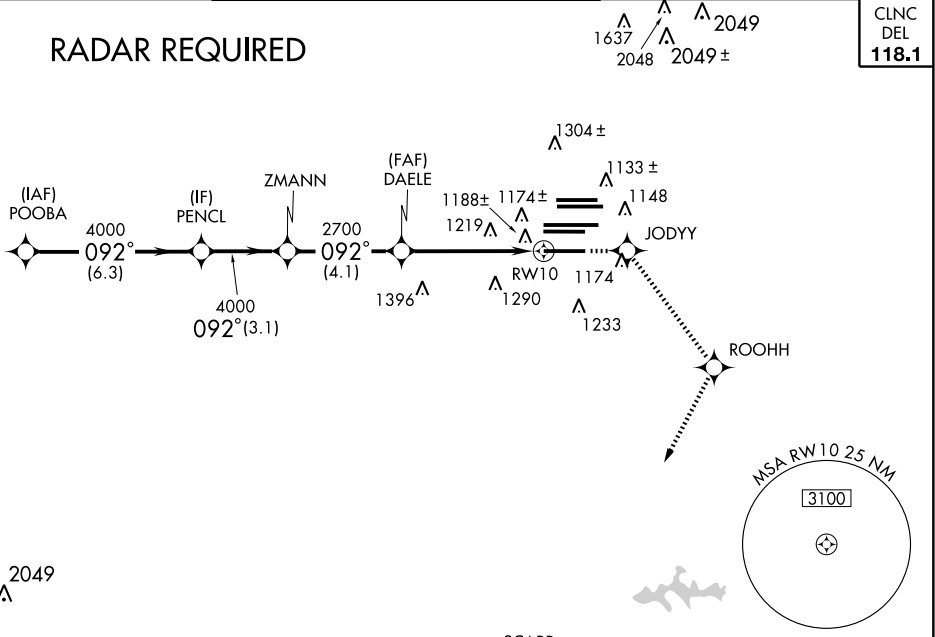 RADAR REQUIRED
1637
2048
2049
2049 ±
CLNC
DEL
118.1
1304 ±
1133 ±
1148
1188±
1174±
1219
(IAF)
POOBA
4000
092°
(6.3)
(IF)
PENCL
4000
092°(3.1)
ZMANN
2700
092°
(4.1)
(FAF)
DAELE
1396
1290
RW10
1174
1233
JODYY
ROOHH
MSA RW10 25 NM
3100
2049